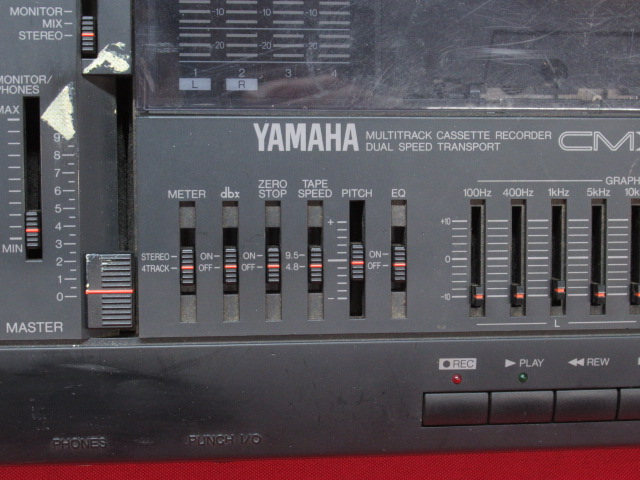 MONITOR
MIX
STEREO
MONITOR/
PHONES
MAX
MIN
9
8
7
6
5
4
3
2
1
0
MASTER
-10 -10
-20 -20
1 2 3 4
L R
YAMAHA
MULTITRACK CASSETTE RECORDER
DUAL SPEED TRANSPORT
CMX
METER dbx ZERO STOP TAPE SPEED PITCH EQ
STEREO ON ON 9.5 + ON
4TRACK OFF OFF 4.8 - OFF
GRAPH
100Hz 400Hz 1kHz 5kHz 10k
+10
0
-10
L
REC PLAY REW
PHONES PUNCH I/O